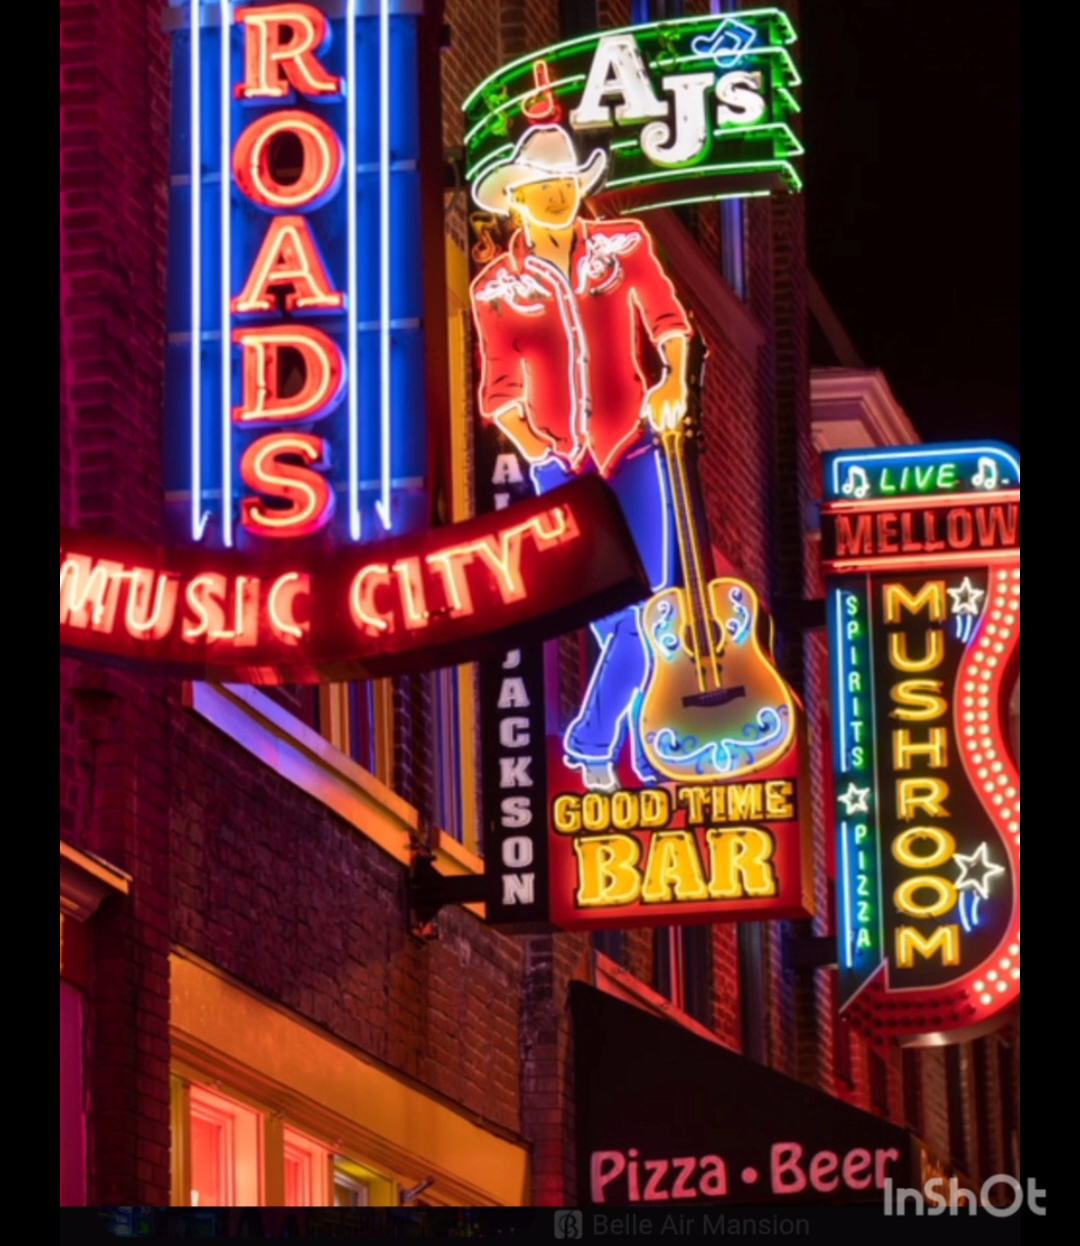 ROADS
MUSIC CITY
AJs
JACKSON
GOOD TIME
BAR
LIVE
MELLOW
MUSHROOM
SPIRITS
PIZZA
Pizza • Beer
InShOt
Belle Air Mansion